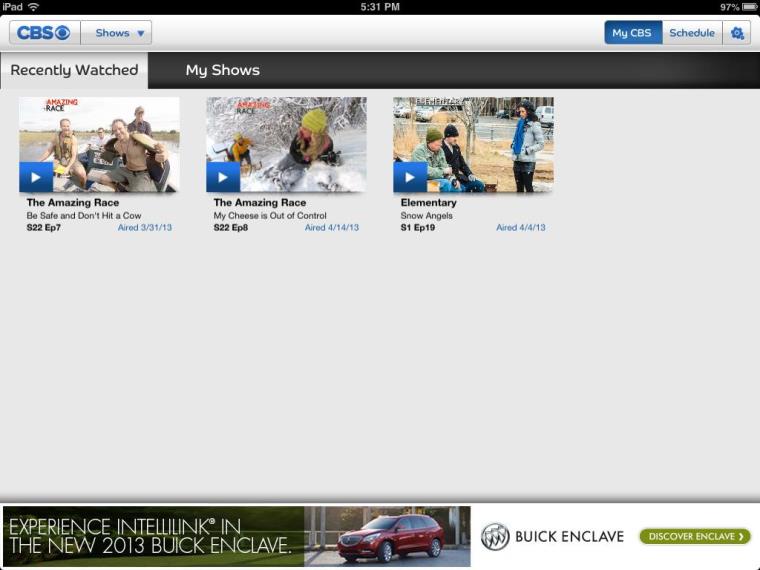 iPad 5:31 PM 97%
CBS Shows My CBS Schedule
Recently Watched My Shows
THE AMAZING RACE
AMAZING RACE
ELEMENTARY
The Amazing Race
Be Safe and Don't Hit a Cow
S22 Ep7 Aired 3/31/13
The Amazing Race
My Cheese is Out of Control
S22 Ep8 Aired 4/14/13
Elementary
Snow Angels
S1 Ep19 Aired 4/4/13
EXPERIENCE INTELLILINK® IN
THE NEW 2013 BUICK ENCLAVE.
BUICK ENCLAVE
DISCOVER ENCLAVE ❯